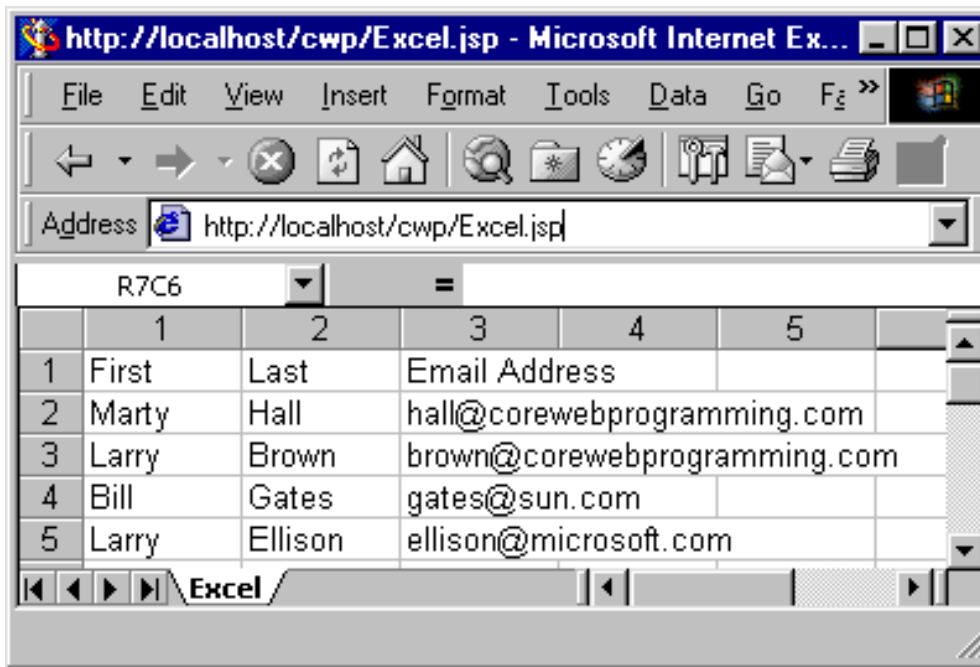 http://localhost/cwp/Excel.jsp - Microsoft Internet Ex...
File Edit View Insert Format Tools Data Go »
Address http://localhost/cwp/Excel.jsp
R7C6 =
1 2 3 4 5
1 First Last Email Address
2 Marty Hall hall@corewebprogramming.com
3 Larry Brown brown@corewebprogramming.com
4 Bill Gates gates@sun.com
5 Larry Ellison ellison@microsoft.com
Excel